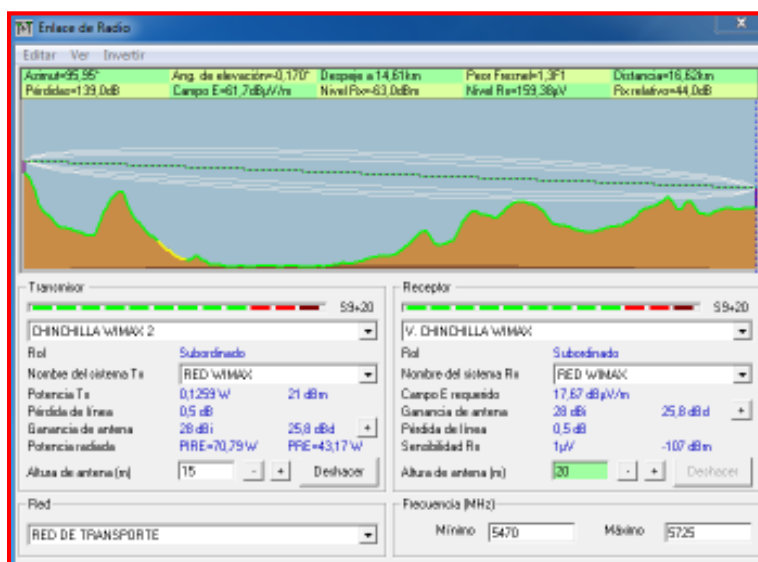 Enlace de Radio
Editar Ver Invertir
Azimut=95,95° Ang. de elevación=-0,170° Despeje a 14,61km Peor Fresnel=1,3F1 Distancia=16,62km
Pérdidas=139,0dB Campo E=61,7dBµV/m Nivel Rx=-63,0dBm Nivel Rx=159,38µV Rx relativo=44,0dB
Transmisor
S9+20
CHINCHILLA WIMAX 2
Rol Subordinado
Nombre del sistema Tx RED WIMAX
Potencia Tx 0,1259 W 21 dBm
Pérdida de línea 0,5 dB
Ganancia de antena 28 dBi 25,8 dBd +
Potencia radiada PIRE=70,79 W PRE=43,17 W
Altura de antena (m) 15 - + Deshacer
Red
RED DE TRANSPORTE
Receptor
S9+20
V. CHINCHILLA WIMAX
Rol Subordinado
Nombre del sistema Rx RED WIMAX
Campo E requerido 17,67 dBµV/m
Ganancia de antena 28 dBi 25,8 dBd +
Pérdida de línea 0,5 dB
Sensibilidad Rx 1µV -107 dBm
Altura de antena (m) 20 - + Deshacer
Frecuencia (MHz)
Mínimo 5470 Máximo 5725